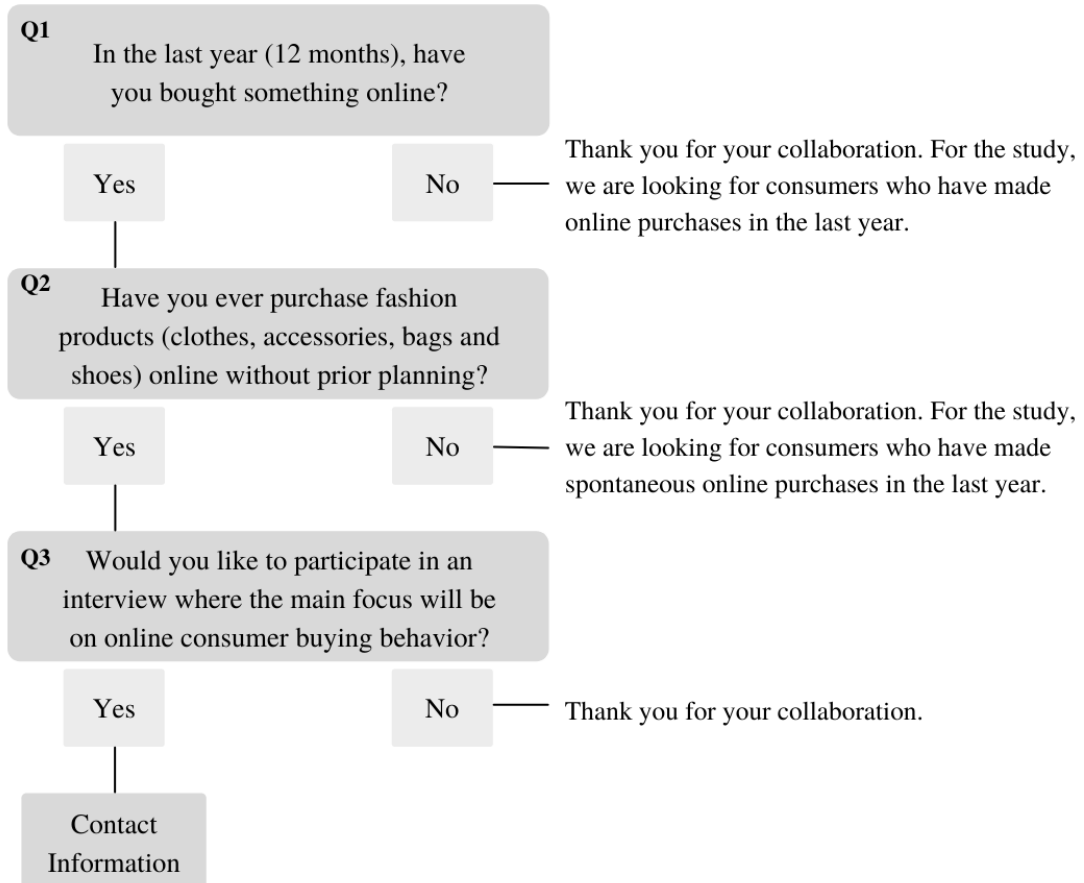 Q1
In the last year (12 months), have
you bought something online?
Yes
No
Thank you for your collaboration. For the study,
we are looking for consumers who have made
online purchases in the last year.
Q2
Have you ever purchase fashion
products (clothes, accessories, bags and
shoes) online without prior planning?
Yes
No
Thank you for your collaboration. For the study,
we are looking for consumers who have made
spontaneous online purchases in the last year.
Q3
Would you like to participate in an
interview where the main focus will be
on online consumer buying behavior?
Yes
No
Thank you for your collaboration.
Contact
Information